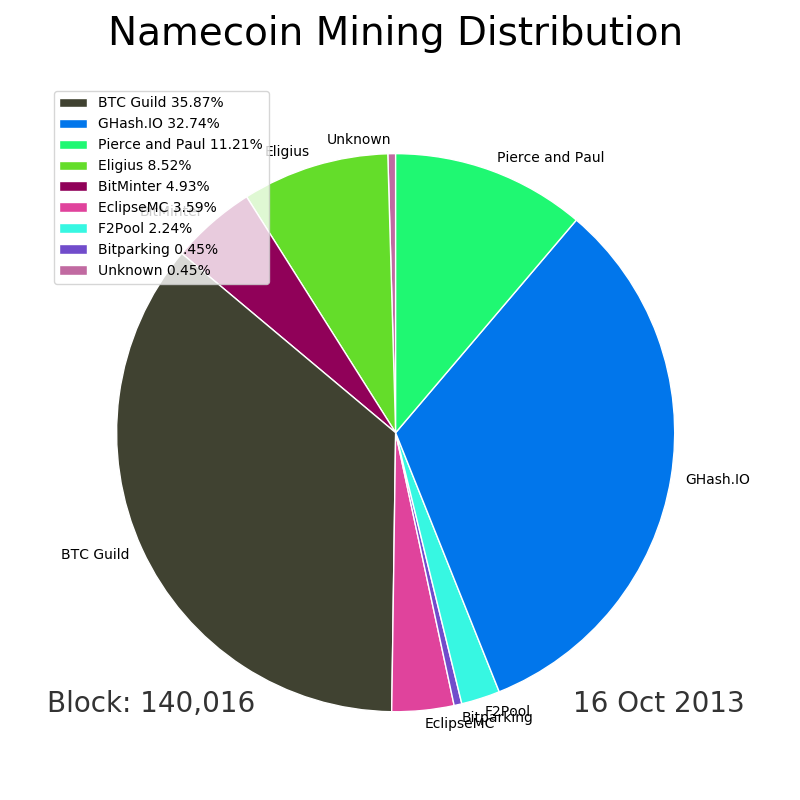 Namecoin Mining Distribution
BTC Guild 35.87%
GHash.IO 32.74%
Pierce and Paul 11.21%
Eligius 8.52%
BitMinter 4.93%
EclipseMC 3.59%
F2Pool 2.24%
Bitparking 0.45%
Unknown 0.45%
Unknown
Eligius
Pierce and Paul
BitMinter
GHash.IO
BTC Guild
F2Pool
Bitparking
EclipseMC
Block: 140,016
16 Oct 2013